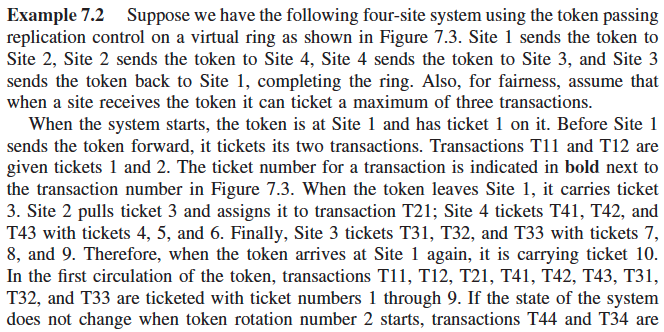 Example 7.2 Suppose we have the following four-site system using the token passing
replication control on a virtual ring as shown in Figure 7.3. Site 1 sends the token to
Site 2, Site 2 sends the token to Site 4, Site 4 sends the token to Site 3, and Site 3
sends the token back to Site 1, completing the ring. Also, for fairness, assume that
when a site receives the token it can ticket a maximum of three transactions.
When the system starts, the token is at Site 1 and has ticket 1 on it. Before Site 1
sends the token forward, it tickets its two transactions. Transactions T11 and T12 are
given tickets 1 and 2. The ticket number for a transaction is indicated in bold next to
the transaction number in Figure 7.3. When the token leaves Site 1, it carries ticket
3. Site 2 pulls ticket 3 and assigns it to transaction T21; Site 4 tickets T41, T42, and
T43 with tickets 4, 5, and 6. Finally, Site 3 tickets T31, T32, and T33 with tickets 7,
8, and 9. Therefore, when the token arrives at Site 1 again, it is carrying ticket 10.
In the first circulation of the token, transactions T11, T12, T21, T41, T42, T43, T31,
T32, and T33 are ticketed with ticket numbers 1 through 9. If the state of the system
does not change when token rotation number 2 starts, transactions T44 and T34 are